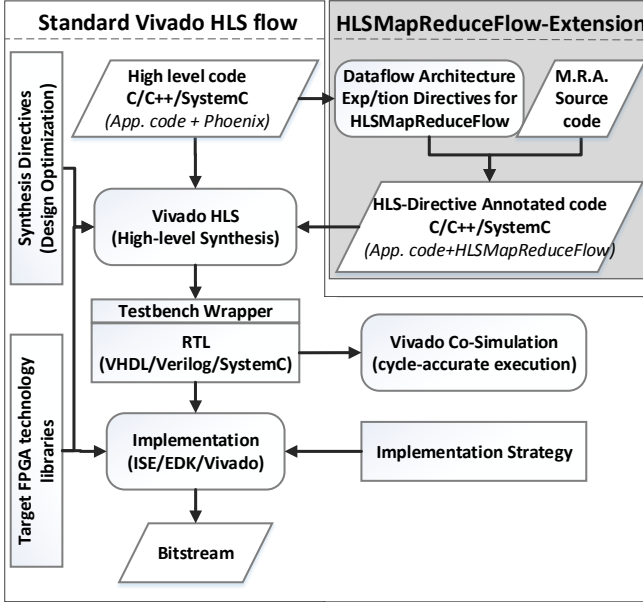 Standard Vivado HLS flow
HLSMapReduceFlow-Extension
Synthesis Directives
(Design Optimization)
High level code
C/C++/SystemC
(App. code + Phoenix)
Dataflow Architecture
Exp/tion Directives for
HLSMapReduceFlow
M.R.A.
Source
code
Vivado HLS
(High-level Synthesis)
HLS-Directive Annotated code
C/C++/SystemC
(App. code+HLSMapReduceFlow)
Testbench Wrapper
RTL
(VHDL/Verilog/SystemC)
Vivado Co-Simulation
(cycle-accurate execution)
Target FPGA technology
libraries
Implementation
(ISE/EDK/Vivado)
Implementation Strategy
Bitstream